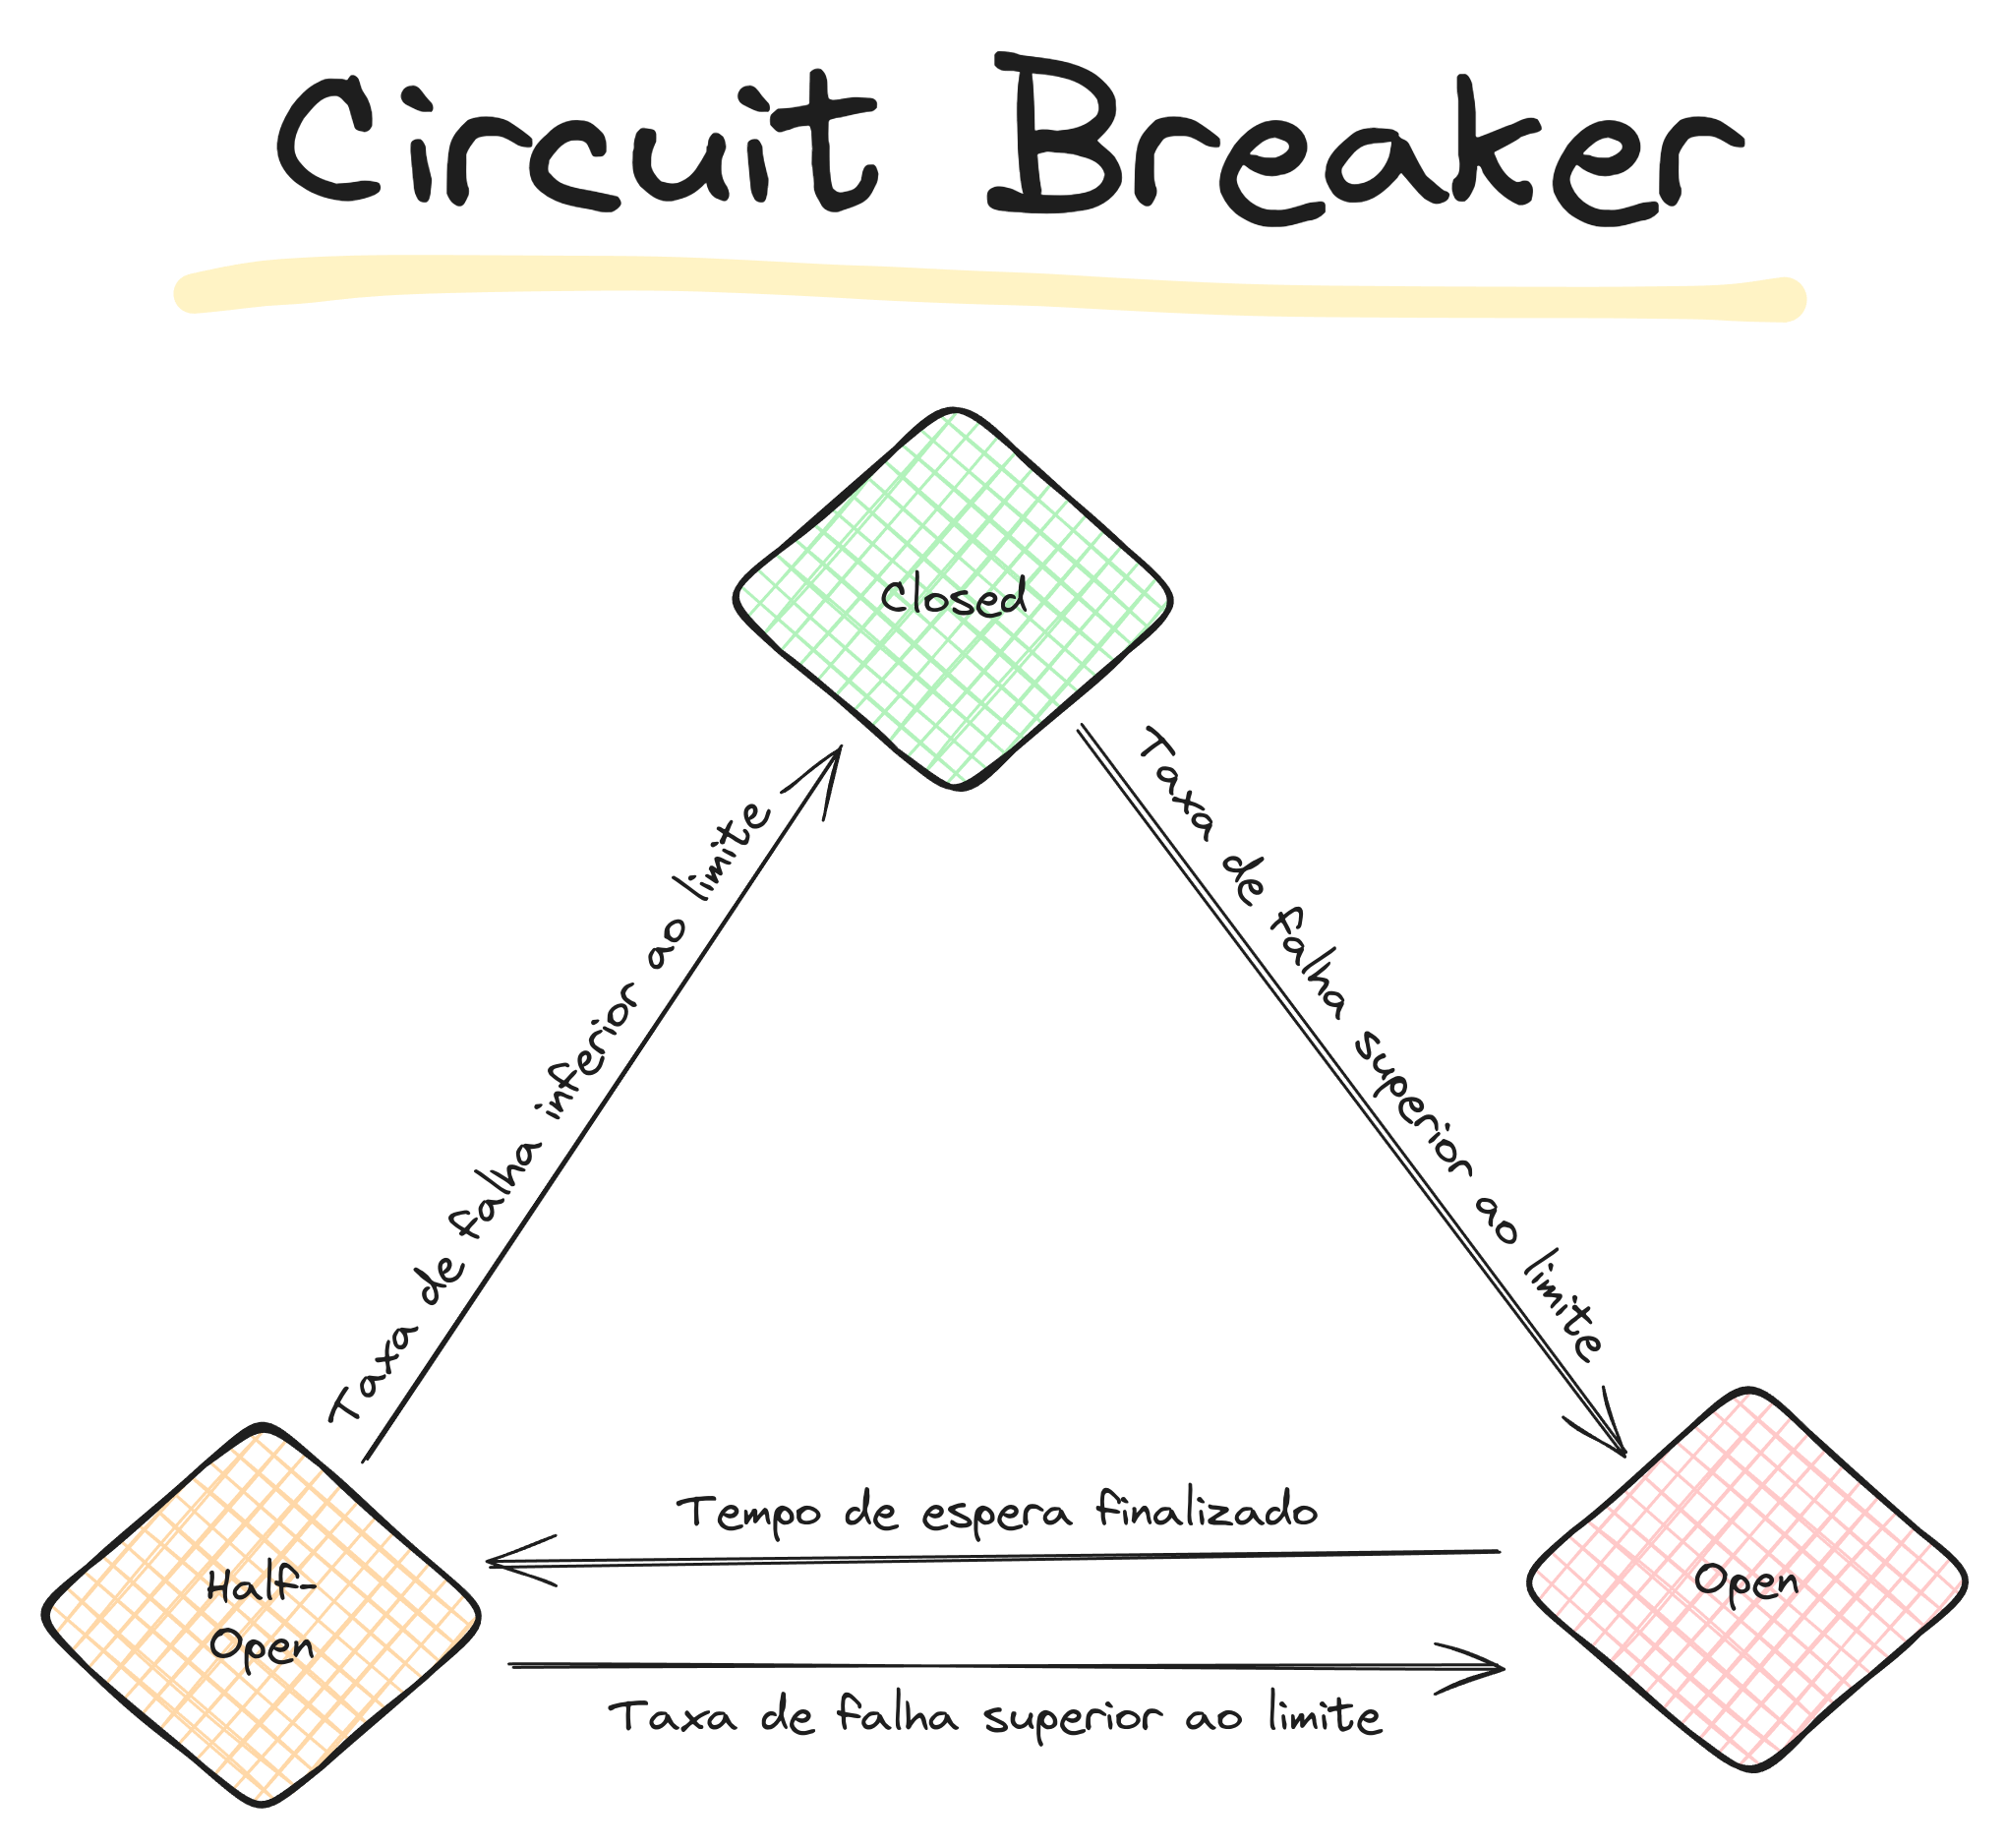 Circuit Breaker
Closed
Taxa de falha inferior ao limite
Taxa de falha superior ao limite
Tempo de espera finalizado
Half-
Open
Open
Taxa de falha superior ao limite